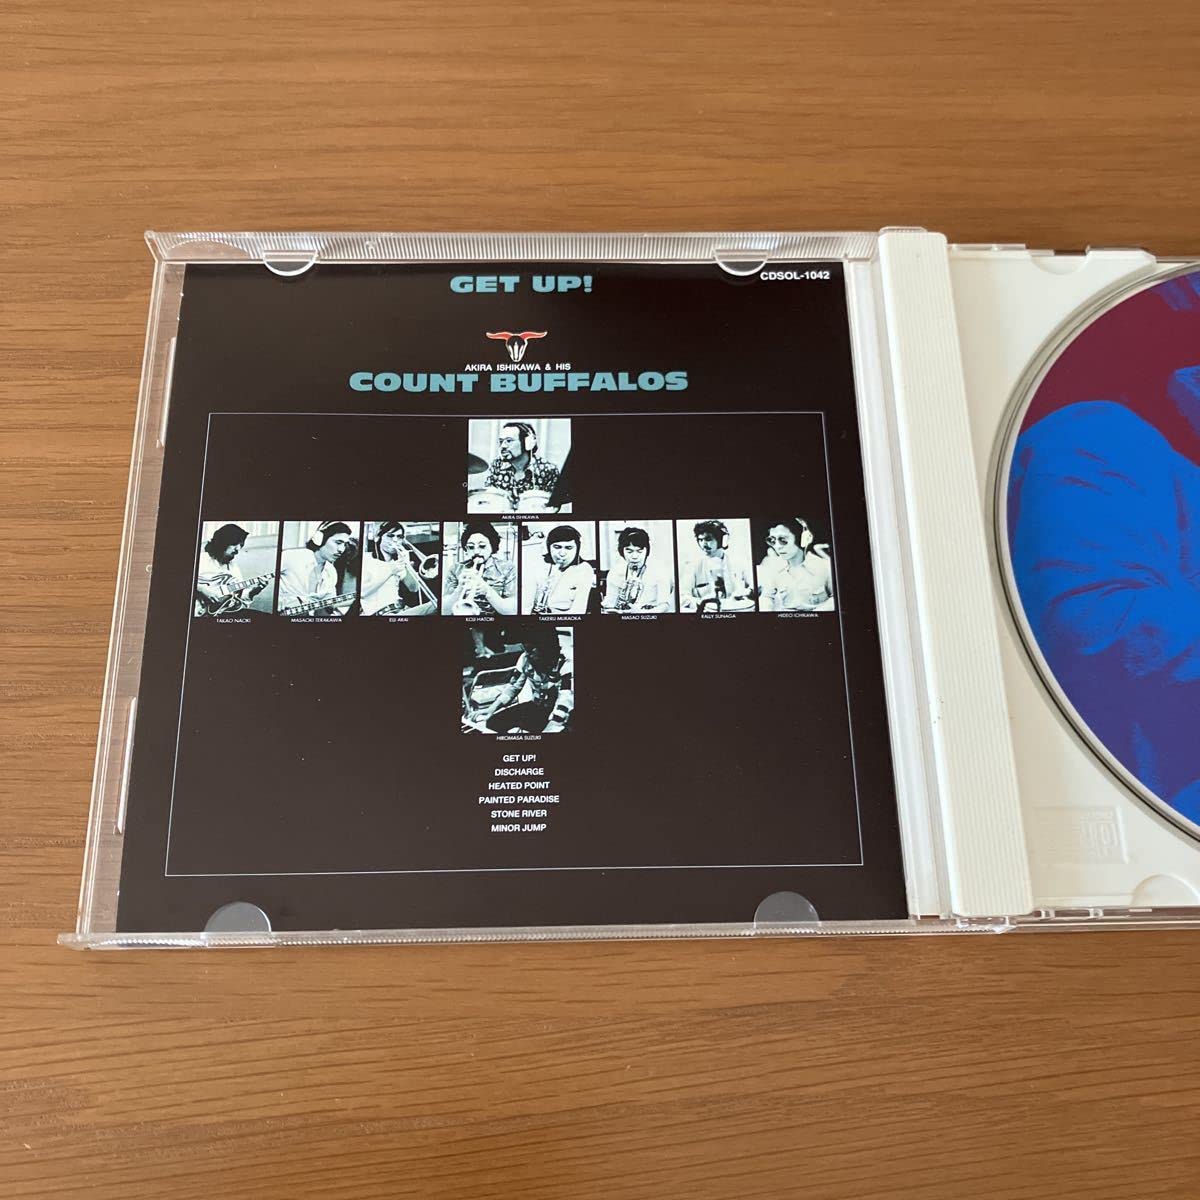 GET UP!
CDSOL-1042
AKIRA ISHIKAWA & HIS
COUNT BUFFALOS
AKIRA ISHIKAWA
TAKAO NAOKI
MASAOKI TERAKAWA
EIJI ARAI
KOJI HATORI
TAKERU MURAOKA
MASAO SUZUKI
RALLY SUNAGA
HIDEO ICHIKAWA
HIROMASA SUZUKI
GET UP!
DISCHARGE
HEATED POINT
PAINTED PARADISE
STONE RIVER
MINOR JUMP